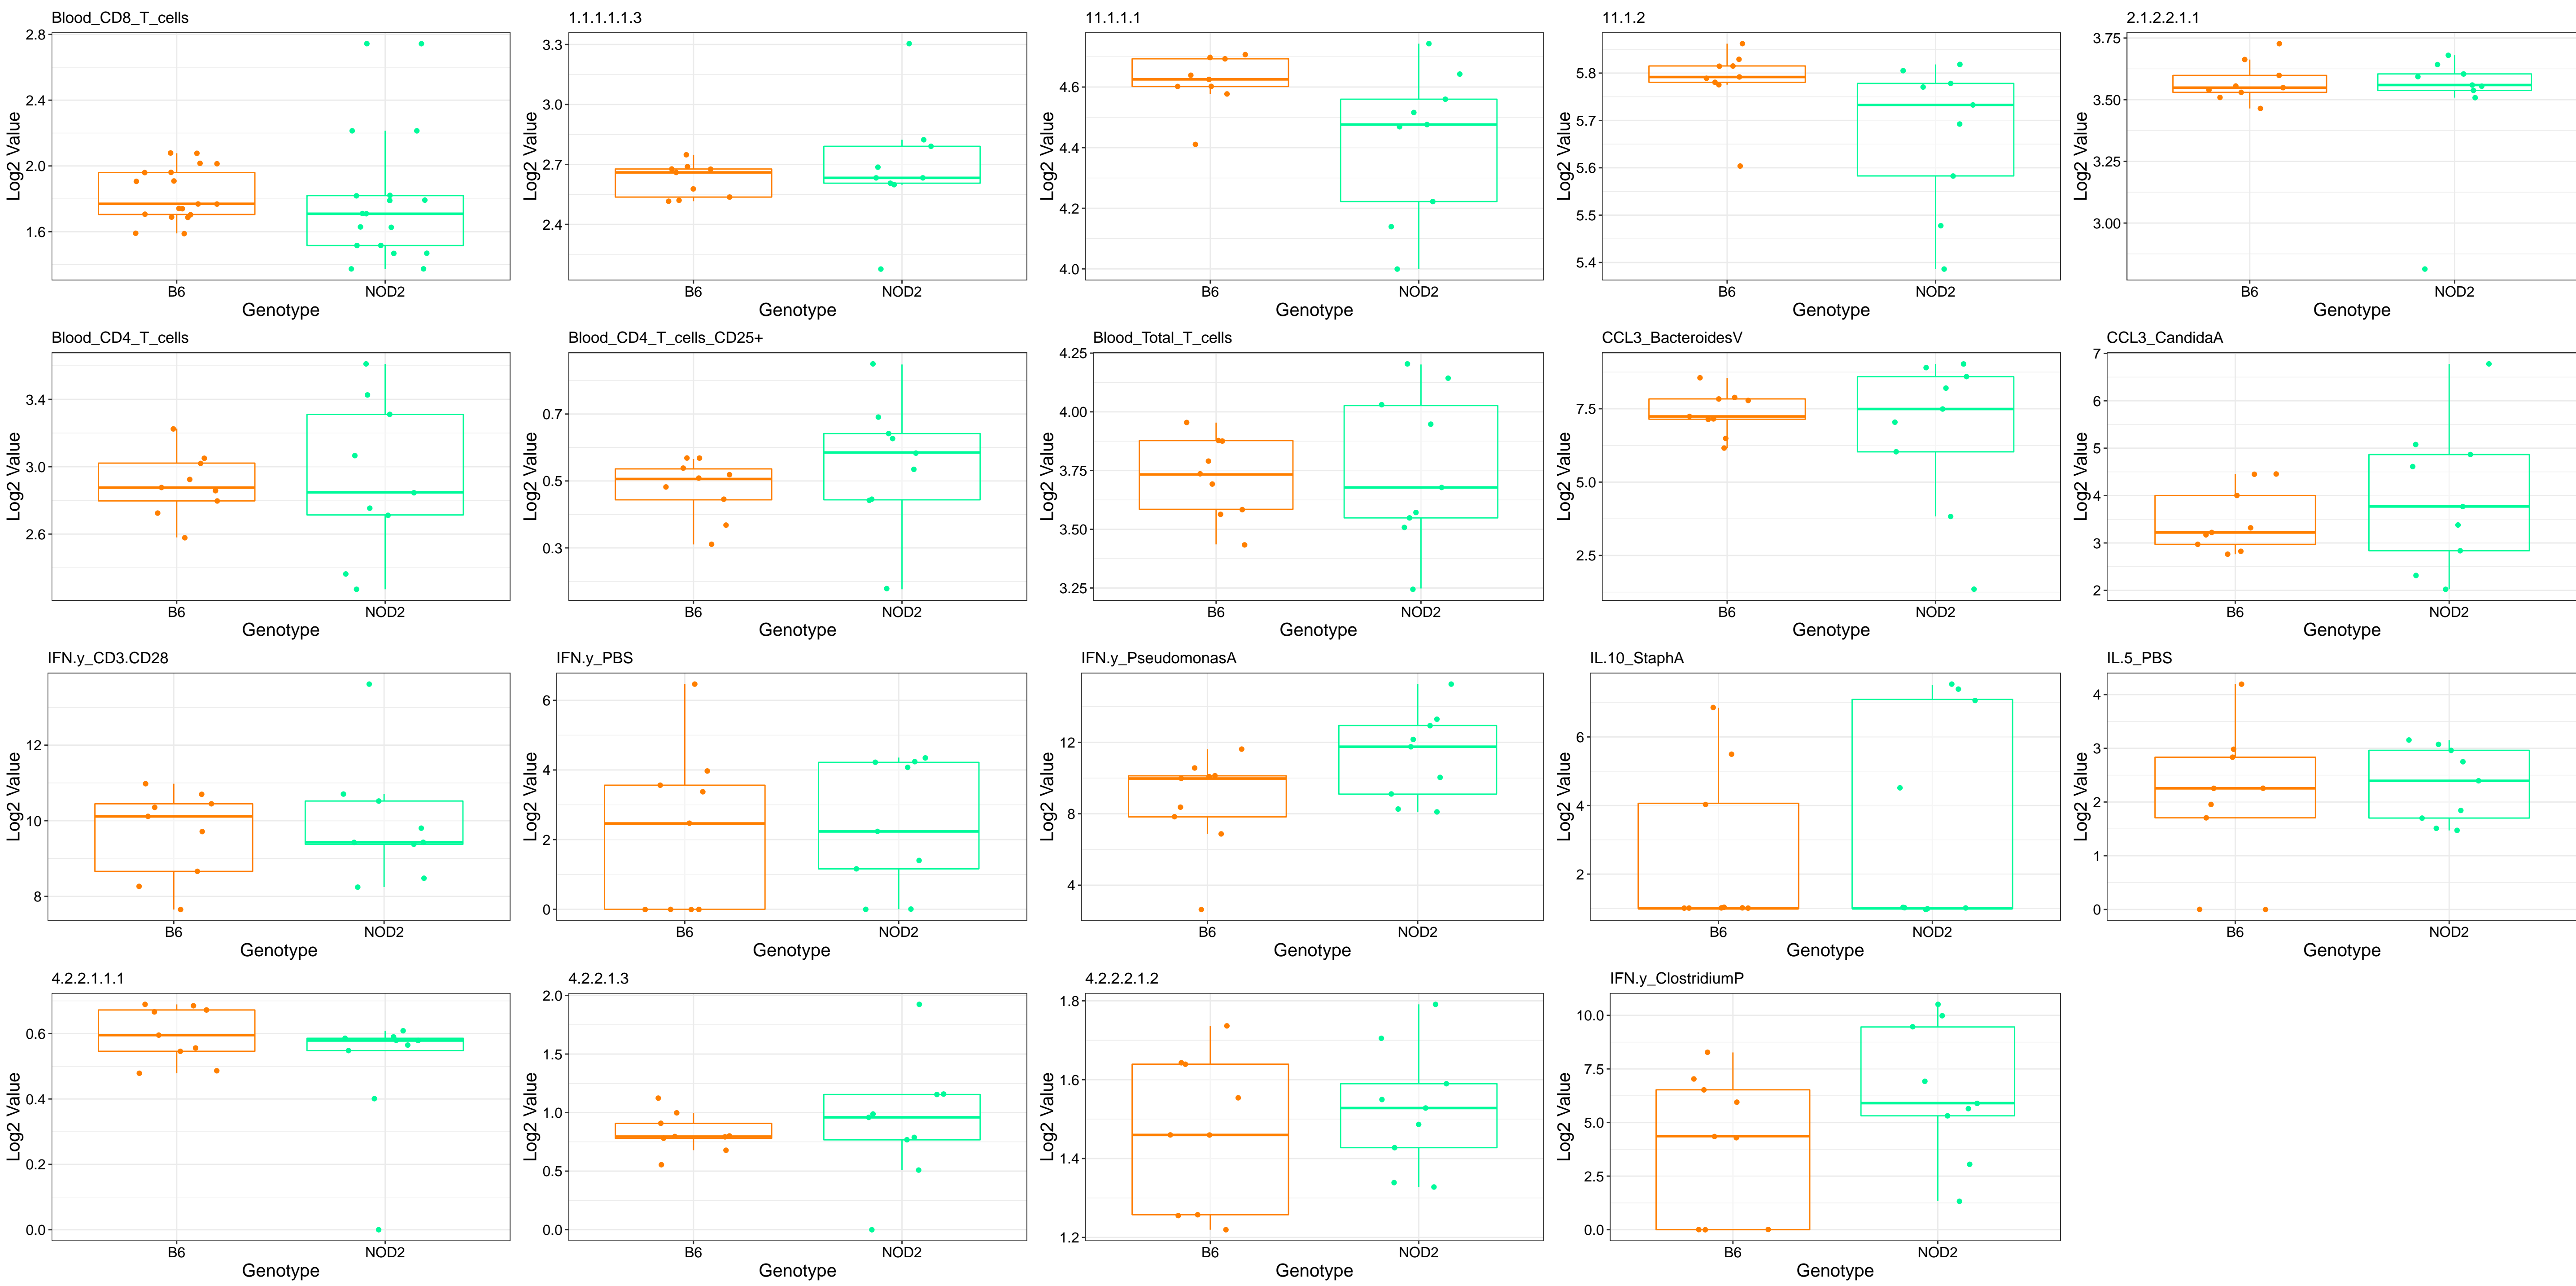 Blood_CD8_T_cells
Log2 Value
2.8
2.4
2.0
1.6
B6 NOD2
Genotype
1.1.1.1.1.3
Log2 Value
3.3
3.0
2.7
2.4
B6 NOD2
Genotype
11.1.1.1
Log2 Value
4.6
4.4
4.2
4.0
B6 NOD2
Genotype
11.1.2
Log2 Value
5.8
5.7
5.6
5.5
5.4
B6 NOD2
Genotype
2.1.2.2.1.1
Log2 Value
3.75
3.50
3.25
3.00
B6 NOD2
Genotype
Blood_CD4_T_cells
Log2 Value
3.4
3.0
2.6
B6 NOD2
Genotype
Blood_CD4_T_cells_CD25+
Log2 Value
0.7
0.5
0.3
B6 NOD2
Genotype
Blood_Total_T_cells
Log2 Value
4.25
4.00
3.75
3.50
3.25
B6 NOD2
Genotype
CCL3_BacteroidesV
Log2 Value
7.5
5.0
2.5
B6 NOD2
Genotype
CCL3_CandidaA
Log2 Value
7
6
5
4
3
2
B6 NOD2
Genotype
IFN.y_CD3.CD28
Log2 Value
12
10
8
B6 NOD2
Genotype
IFN.y_PBS
Log2 Value
6
4
2
0
B6 NOD2
Genotype
IFN.y_PseudomonasA
Log2 Value
12
8
4
B6 NOD2
Genotype
IL.10_StaphA
Log2 Value
6
4
2
B6 NOD2
Genotype
IL.5_PBS
Log2 Value
4
3
2
1
0
B6 NOD2
Genotype
4.2.2.1.1.1
Log2 Value
0.6
0.4
0.2
0.0
B6 NOD2
Genotype
4.2.2.1.3
Log2 Value
2.0
1.5
1.0
0.5
0.0
B6 NOD2
Genotype
4.2.2.2.1.2
Log2 Value
1.8
1.6
1.4
1.2
B6 NOD2
Genotype
IFN.y_ClostridiumP
Log2 Value
10.0
7.5
5.0
2.5
0.0
B6 NOD2
Genotype